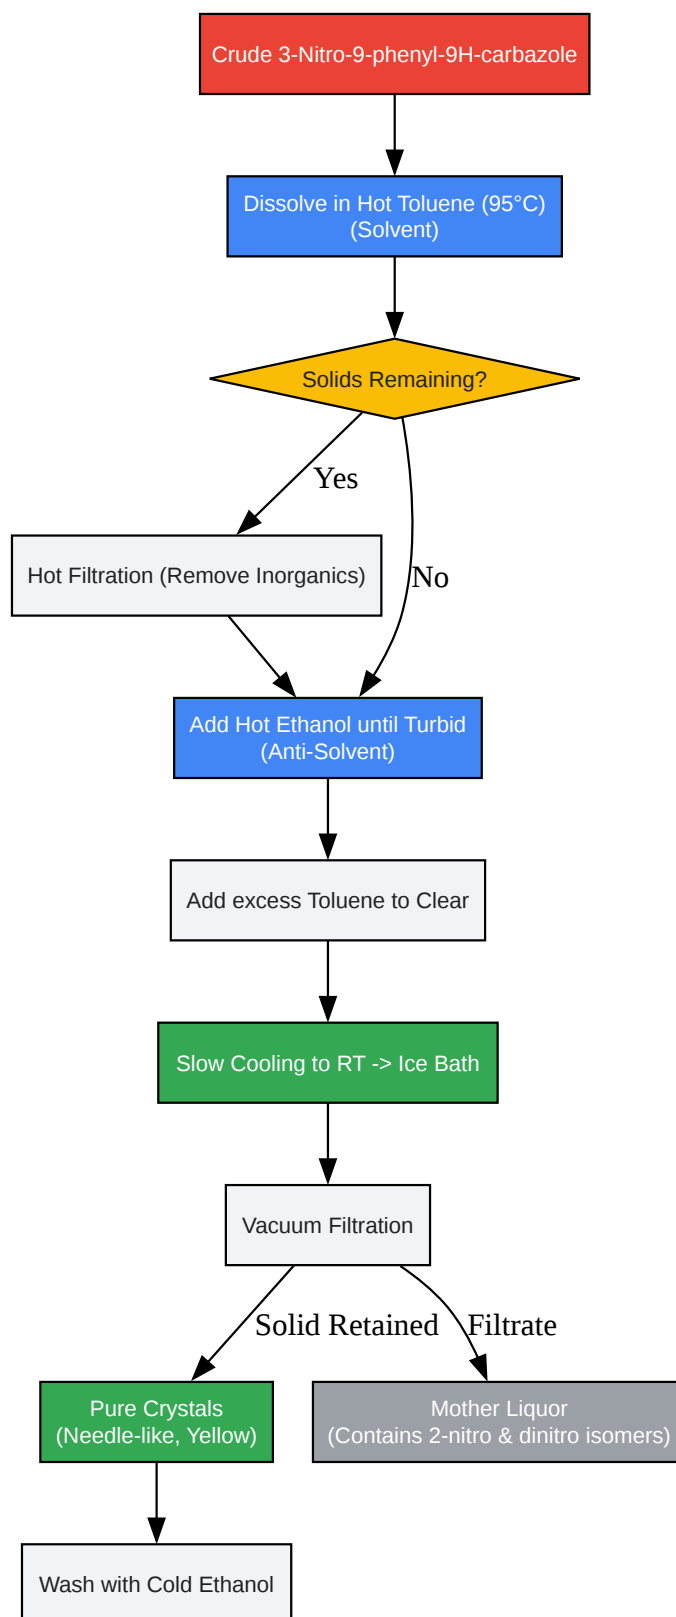 Crude 3-Nitro-9-phenyl-9H-carbazole
Dissolve in Hot Toluene (95°C)
(Solvent)
Solids Remaining?
Yes
Hot Filtration (Remove Inorganics)
No
Add Hot Ethanol until Turbid
(Anti-Solvent)
Add excess Toluene to Clear
Slow Cooling to RT -> Ice Bath
Vacuum Filtration
Solid Retained
Filtrate
Pure Crystals
(Needle-like, Yellow)
Mother Liquor
(Contains 2-nitro & dinitro isomers)
Wash with Cold Ethanol